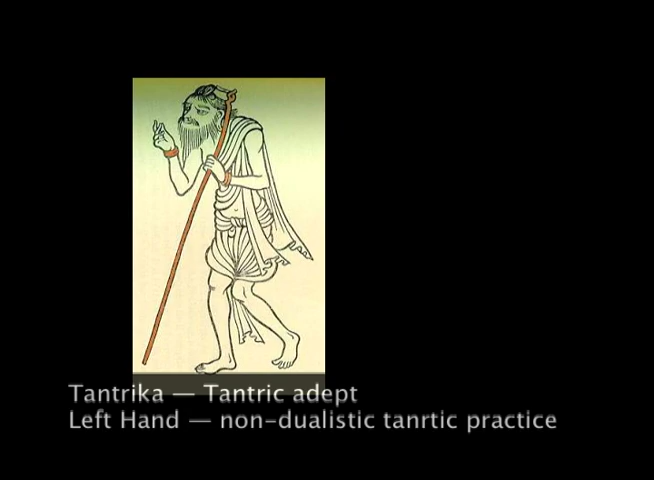 Tantrika — Tantric adept
Left Hand — non-dualistic tanrtic practice